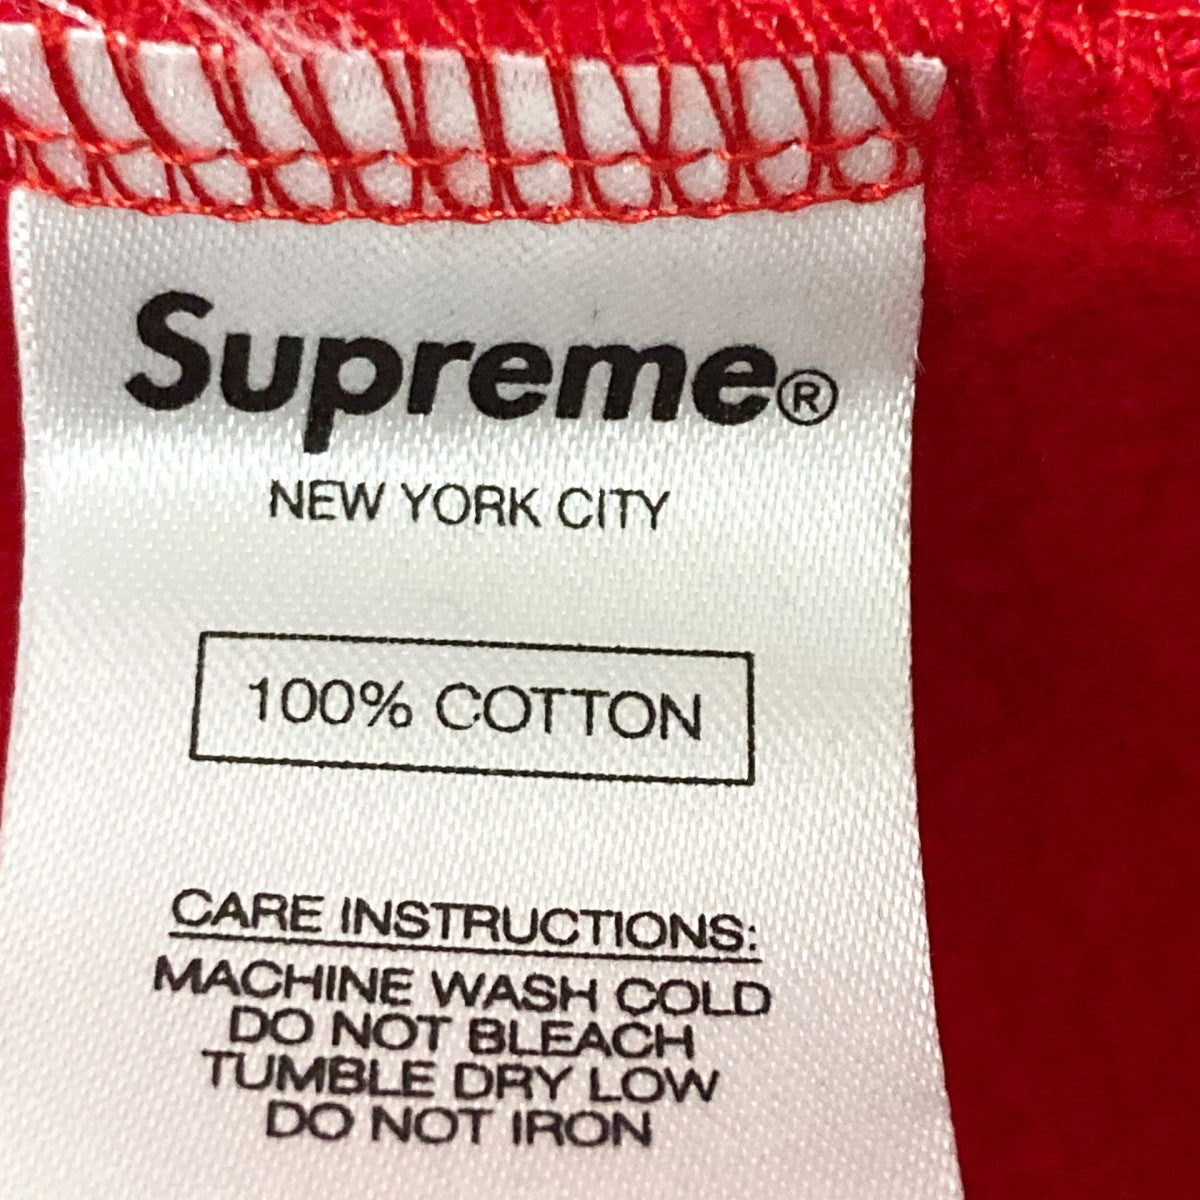 Supreme®
NEW YORK CITY
100% COTTON
CARE INSTRUCTIONS:
MACHINE WASH COLD
DO NOT BLEACH
TUMBLE DRY LOW
DO NOT IRON